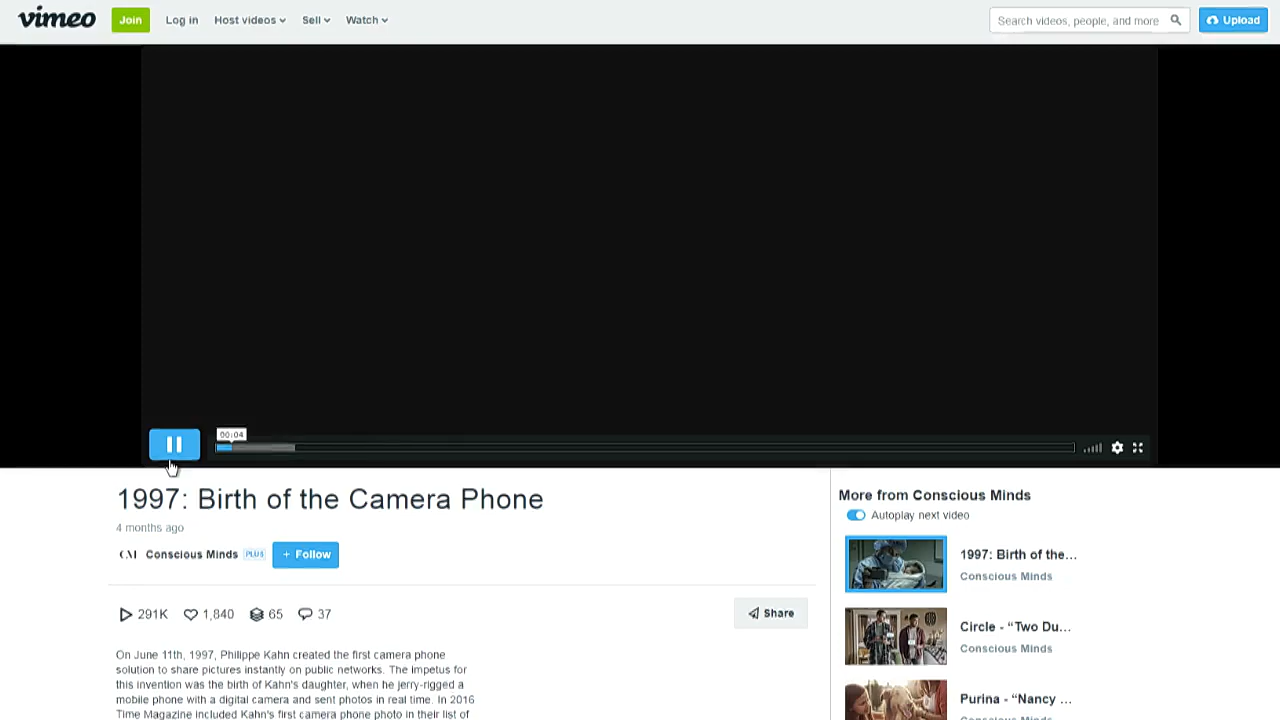 vimeo Join Log in Host videos Sell Watch Search videos, people, and more Upload
00:04
1997: Birth of the Camera Phone
4 months ago
CMI Conscious Minds PLUS + Follow
291K 1,840 65 37 Share
On June 11th, 1997, Philippe Kahn created the first camera phone
solution to share pictures instantly on public networks. The impetus for
this invention was the birth of Kahn's daughter, when he jerry-rigged a
mobile phone with a digital camera and sent photos in real time. In 2016
Time Magazine included Kahn's first camera phone photo in their list of
More from Conscious Minds
Autoplay next video
1997: Birth of the...
Conscious Minds
Circle - “Two Du...
Conscious Minds
Purina - “Nancy ...
Conscious Minds